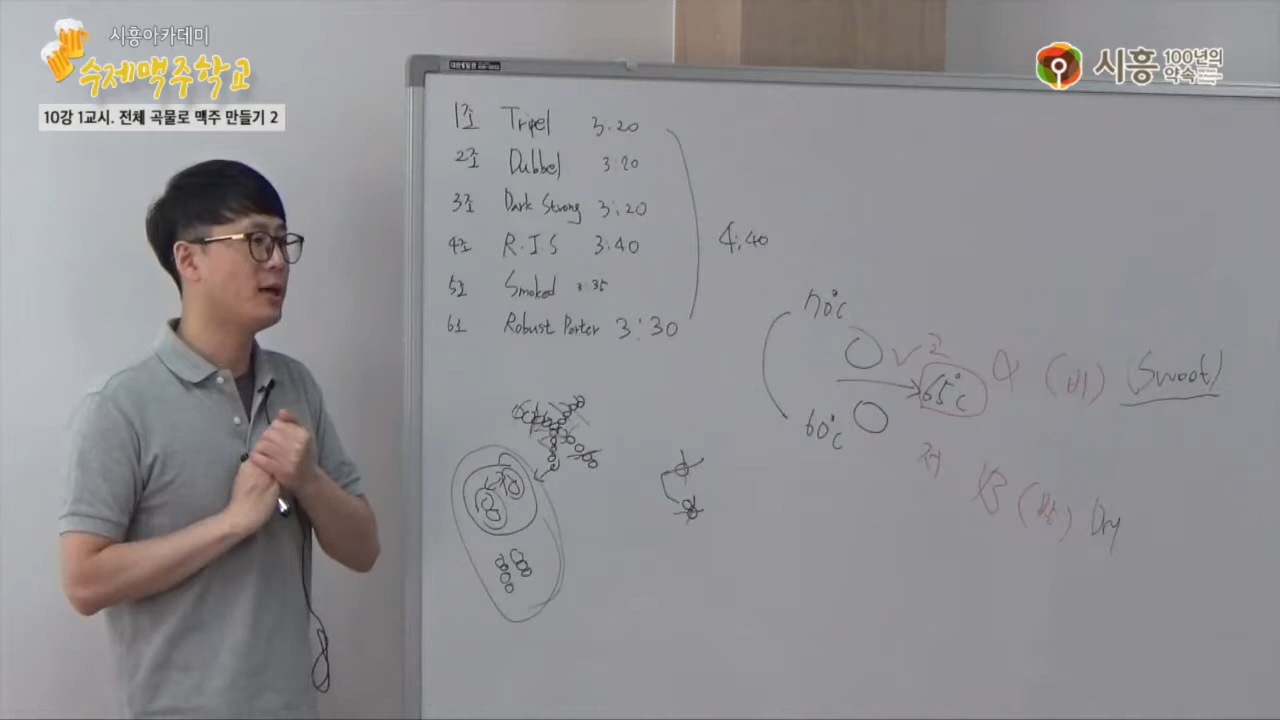 시흥아카데미
수제맥주학교
10강 1교시. 전체 곡물로 맥주 만들기 2
시흥 100년의 약속
1조 Tripel 3:20
2조 Dubbel 3:20
3조 Dark Strong 3:20
4조 R.I.S 3:40
5조 Smoked 3:35
6조 Robust Porter 3:30
4:40
70°C
65°C
(Sweet)
60°C
저
Dry